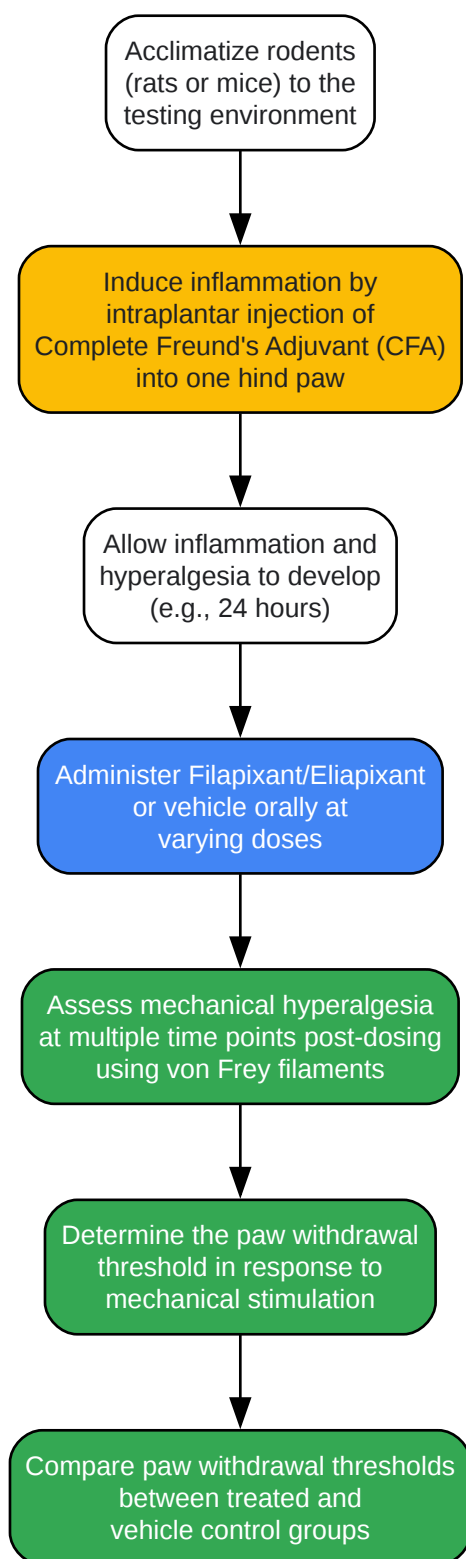 Acclimatize rodents
(rats or mice) to the
testing environment
Induce inflammation by
intraplantar injection of
Complete Freund's Adjuvant (CFA)
into one hind paw
Allow inflammation and
hyperalgesia to develop
(e.g., 24 hours)
Administer Filapixant/Eliapixant
or vehicle orally at
varying doses
Assess mechanical hyperalgesia
at multiple time points post-dosing
using von Frey filaments
Determine the paw withdrawal
threshold in response to
mechanical stimulation
Compare paw withdrawal thresholds
between treated and
vehicle control groups